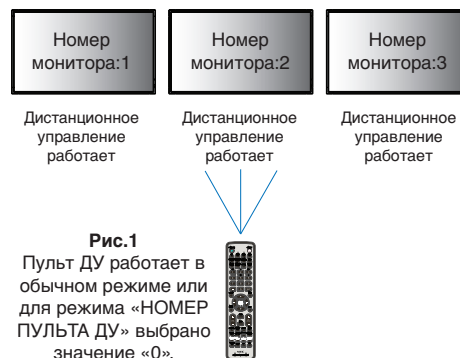 Номер
монитора:1
Номер
монитора:2
Номер
монитора:3
Дистанционное
управление
работает
Дистанционное
управление
работает
Дистанционное
управление
работает
Рис.1
Пульт ДУ работает в
обычном режиме или
для режима «НОМЕР
ПУЛЬТА ДУ» выбрано
значение «0».